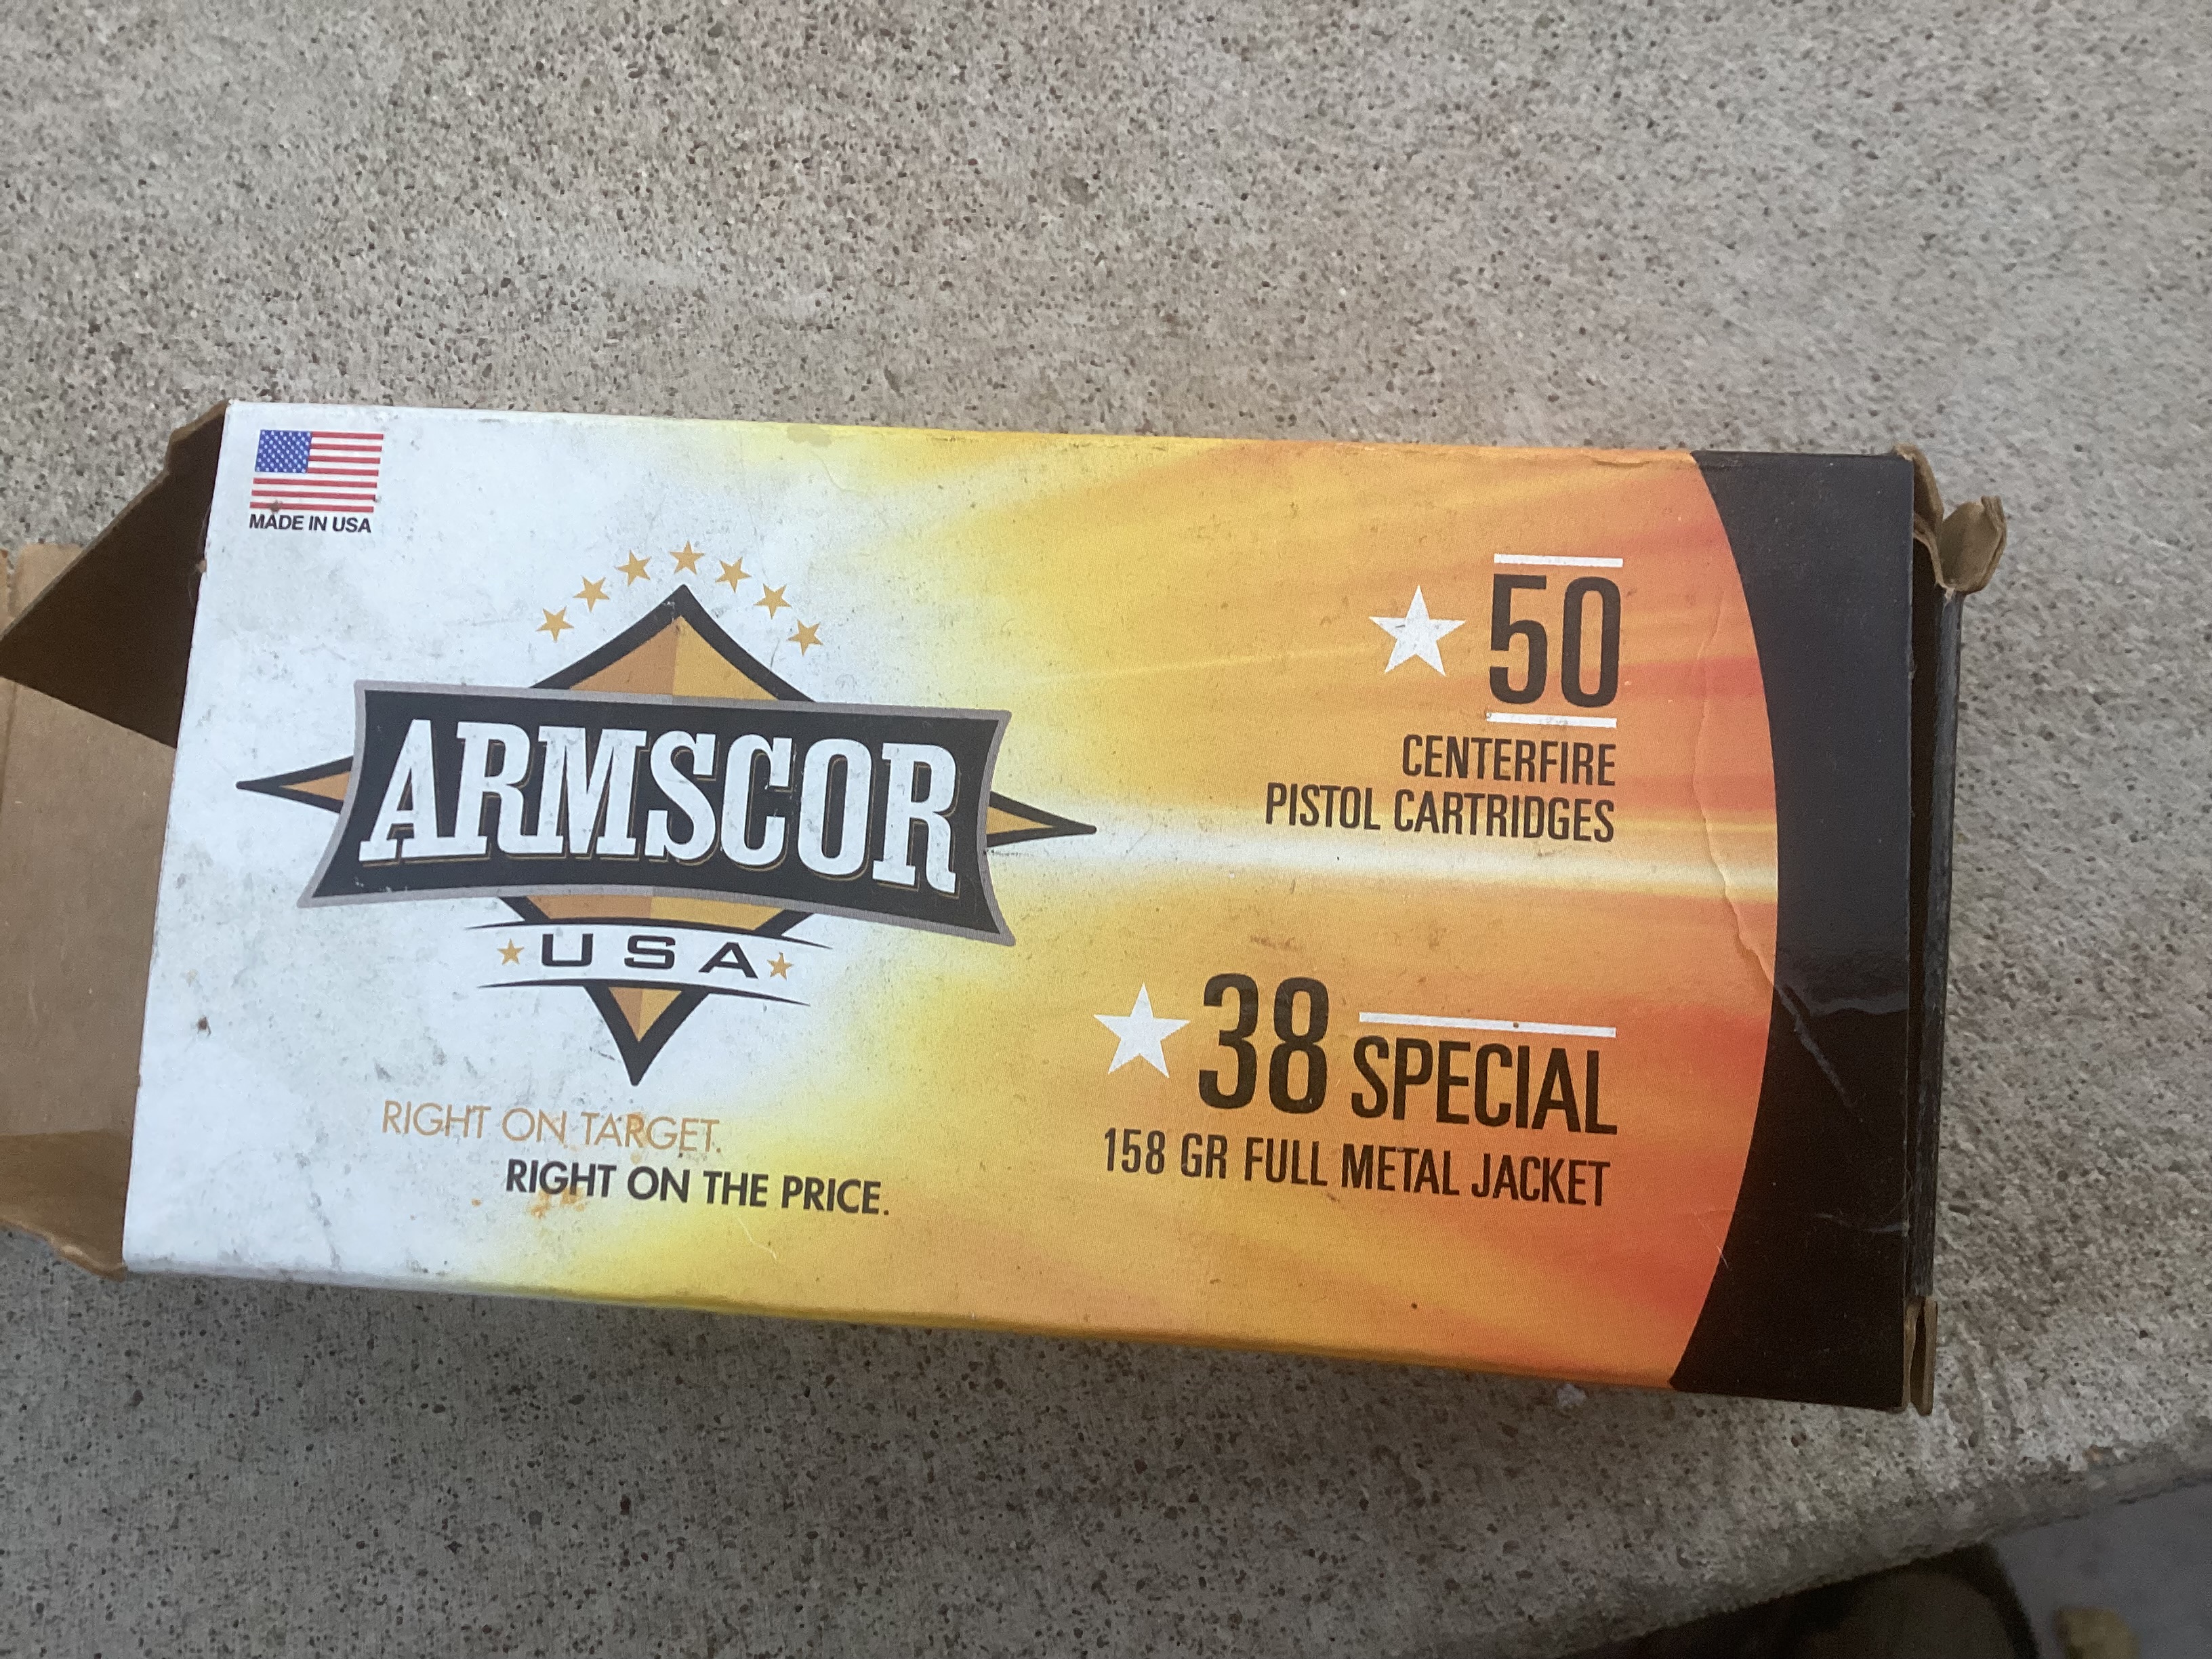 MADE IN USA
ARMSCOR
USA
RIGHT ON TARGET.
RIGHT ON THE PRICE.
50
CENTERFIRE
PISTOL CARTRIDGES
38 SPECIAL
158 GR FULL METAL JACKET